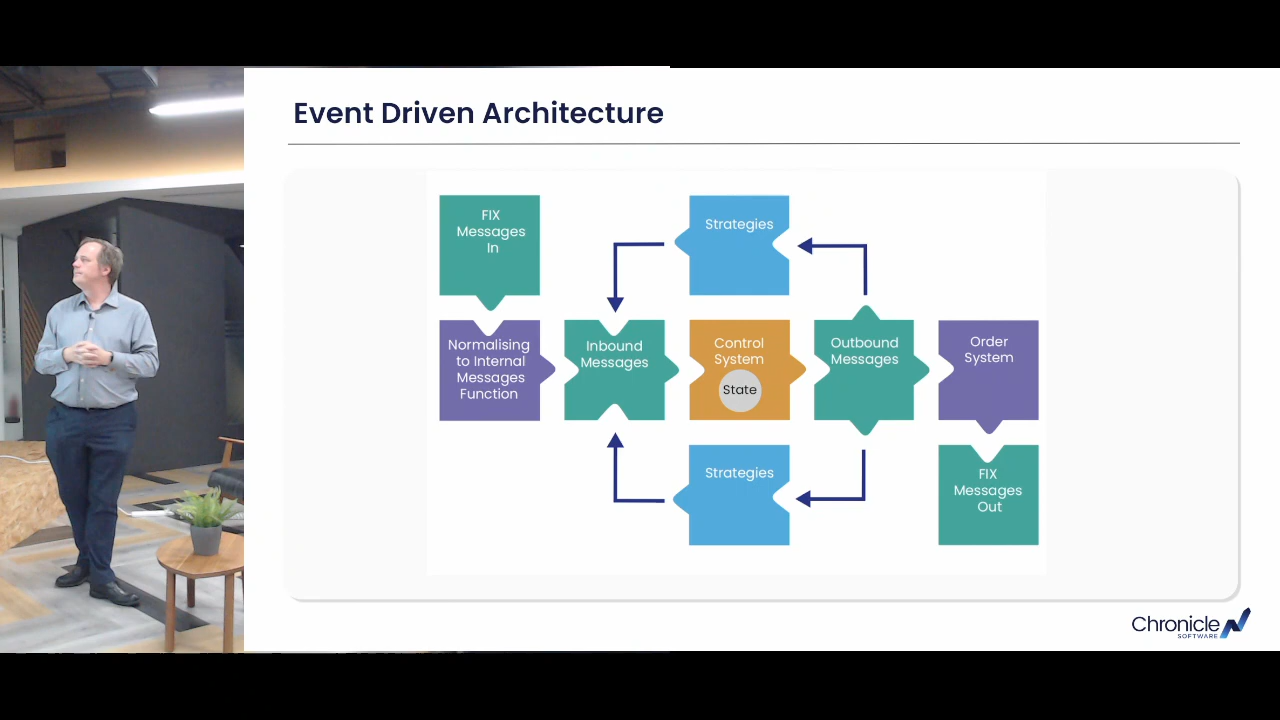 Event Driven Architecture
FIX
Messages
In
Strategies
Normalising
to Internal
Messages
Function
Inbound
Messages
Control
System
State
Outbound
Messages
Order
System
Strategies
FIX
Messages
Out
Chronicle
SOFTWARE